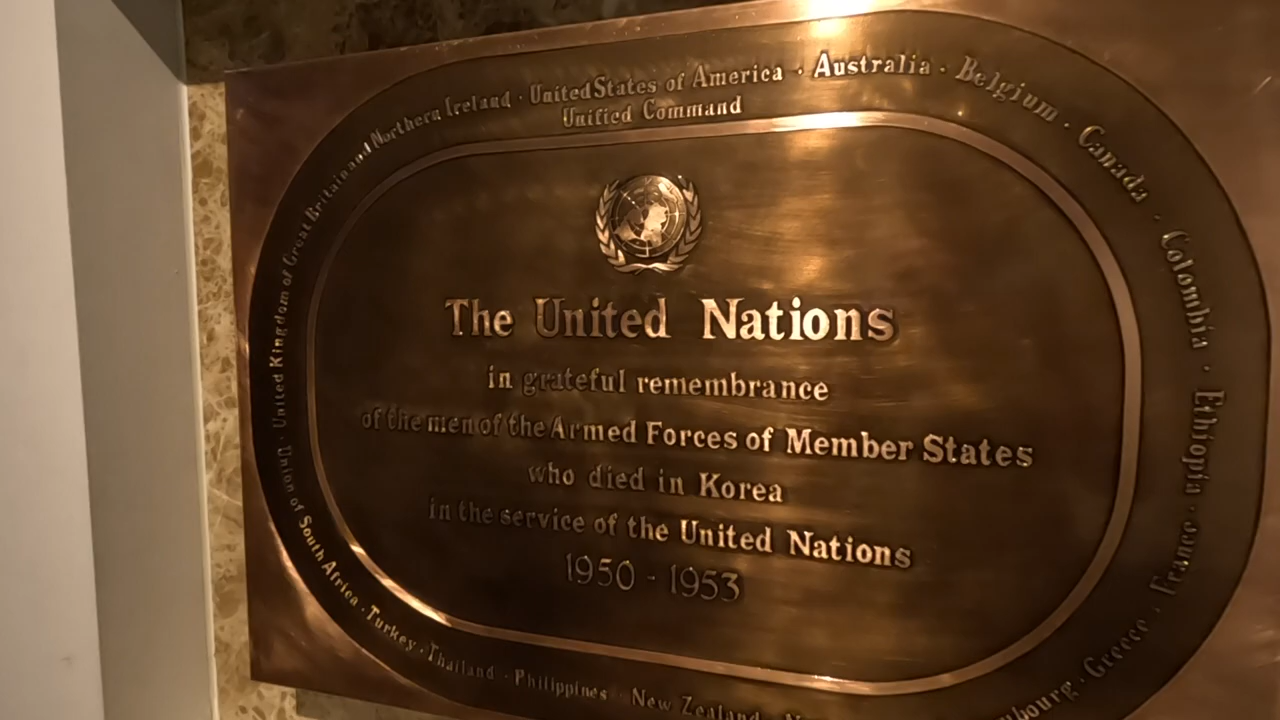 United States of America · Australia · Belgium · Canada · Colombia · Ethiopia · France · Greece ·
Unified Command
New Zealand · Philippines · Thailand · Turkey · Union of South Africa · United Kingdom of Great Britain and Northern Ireland ·
The United Nations
in grateful remembrance
of the men of the Armed Forces of Member States
who died in Korea
in the service of the United Nations
1950 - 1953